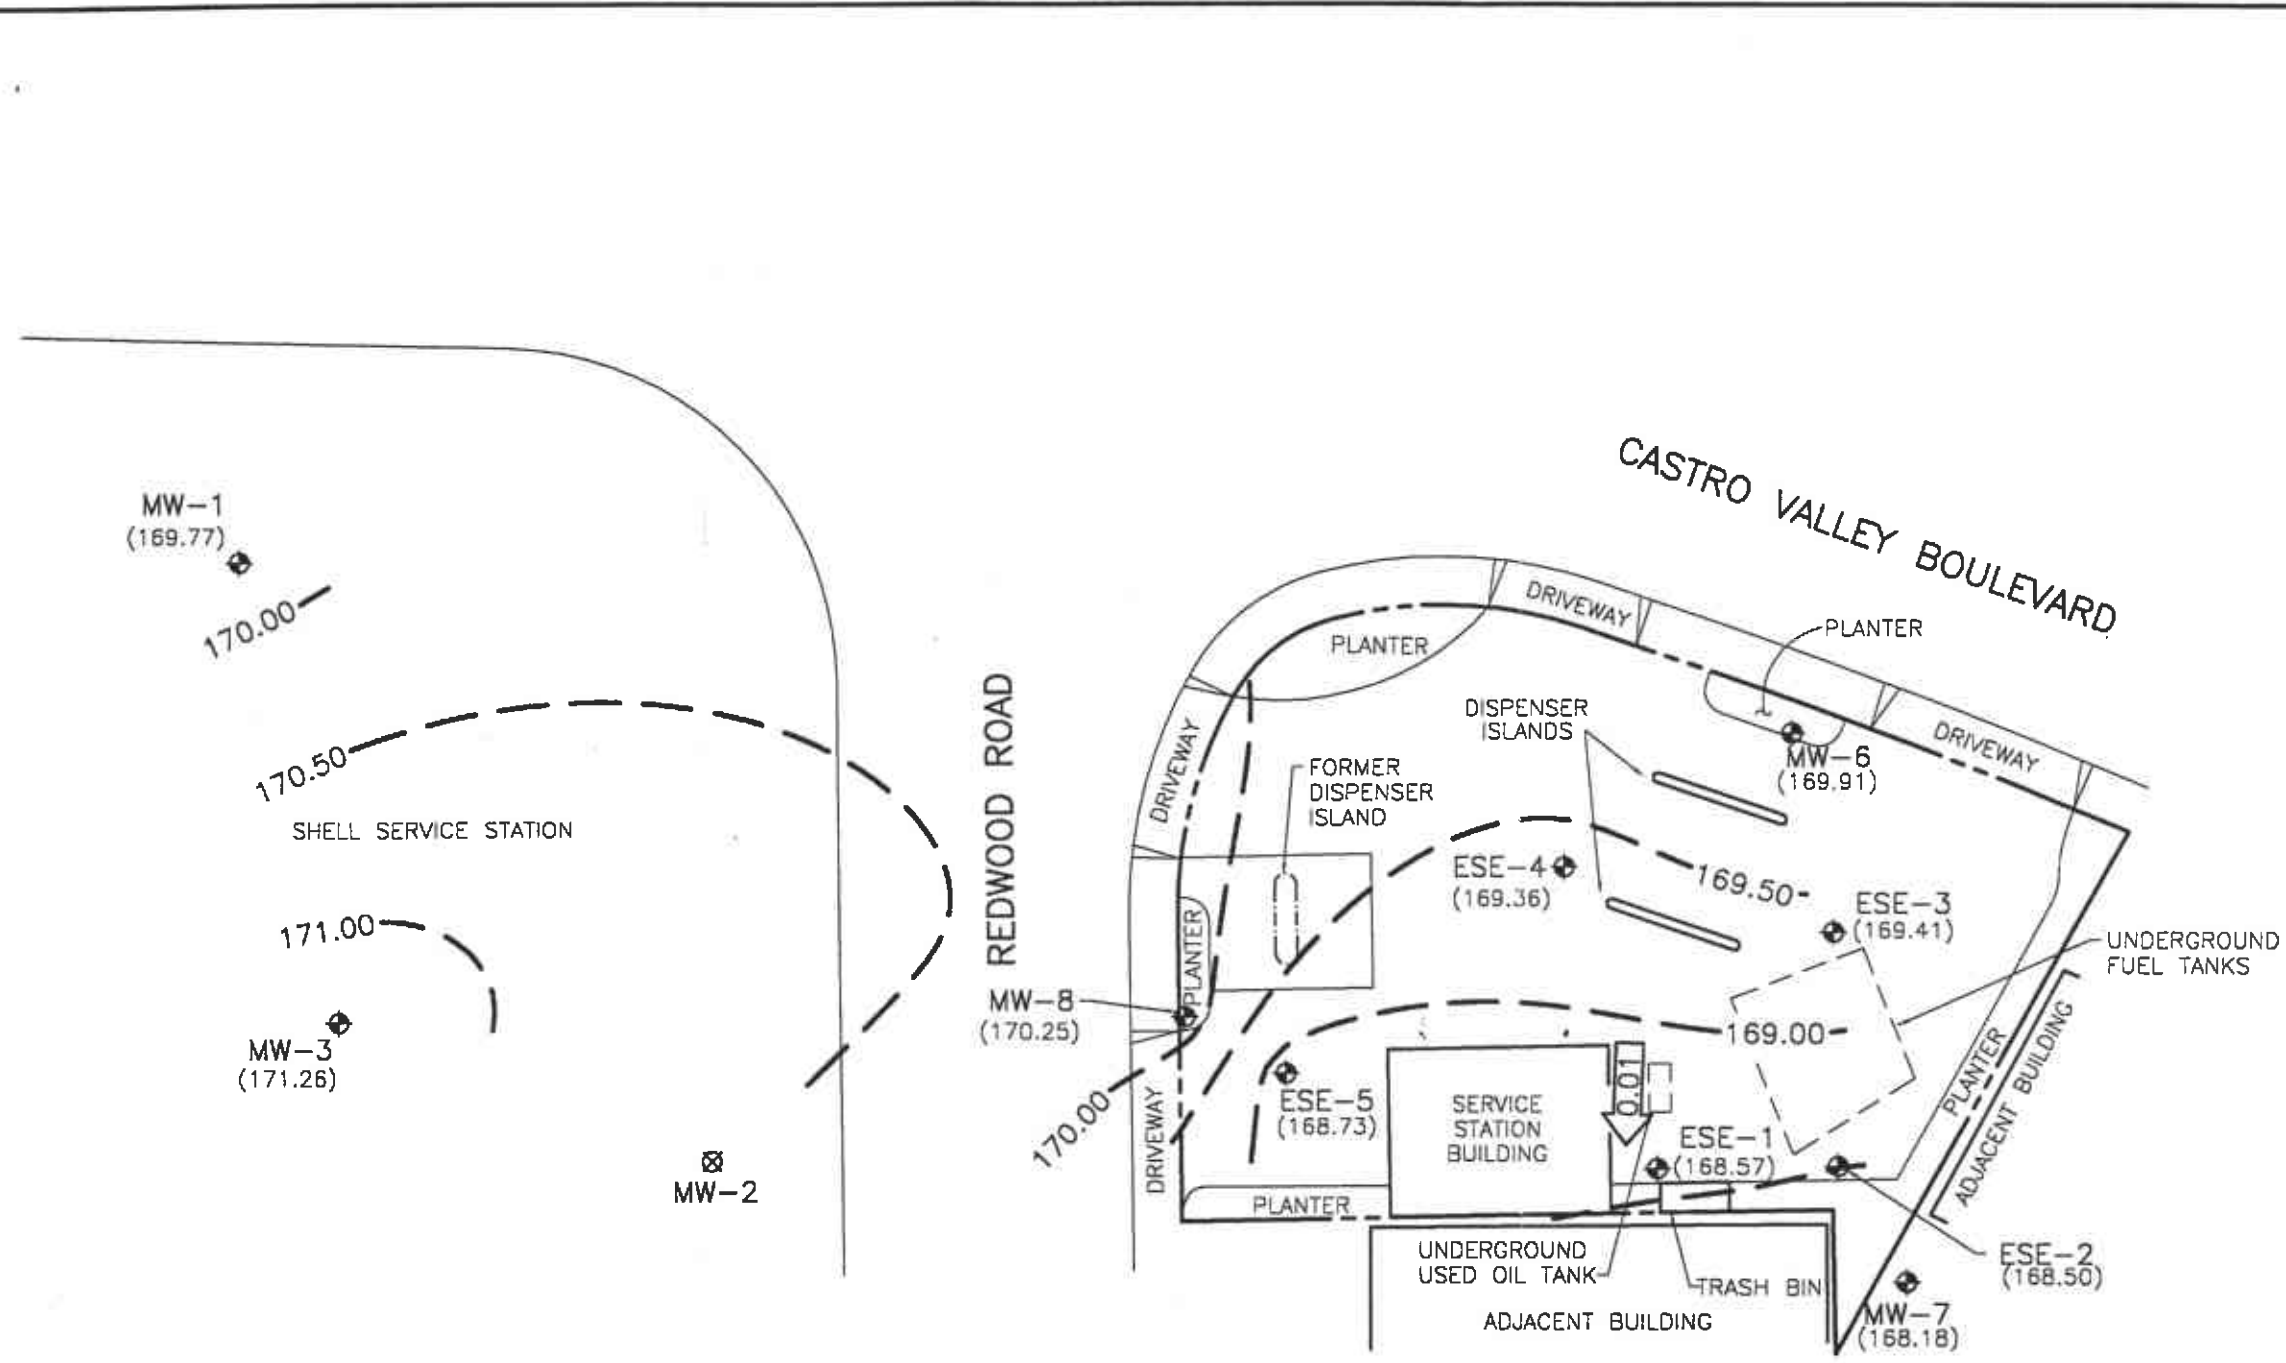 CASTRO VALLEY BOULEVARD
MW-1
(169.77)
170.00
DRIVEWAY
PLANTER
PLANTER
REDWOOD ROAD
DISPENSER
ISLANDS
DRIVEWAY
DRIVEWAY
170.50
FORMER
DISPENSER
ISLAND
MW-6
(169.91)
SHELL SERVICE STATION
ESE-4
(169.36)
169.50
ESE-3
(169.41)
171.00
PLANTER
UNDERGROUND
FUEL TANKS
MW-8
(170.25)
169.00
MW-3
(171.26)
170.00
ESE-5
(168.73)
SERVICE
STATION
BUILDING
0.01
PLANTER
ADJACENT BUILDING
DRIVEWAY
ESE-1
(168.57)
MW-2
PLANTER
UNDERGROUND
USED OIL TANK
TRASH BIN
ESE-2
(168.50)
ADJACENT BUILDING
MW-7
(168.18)